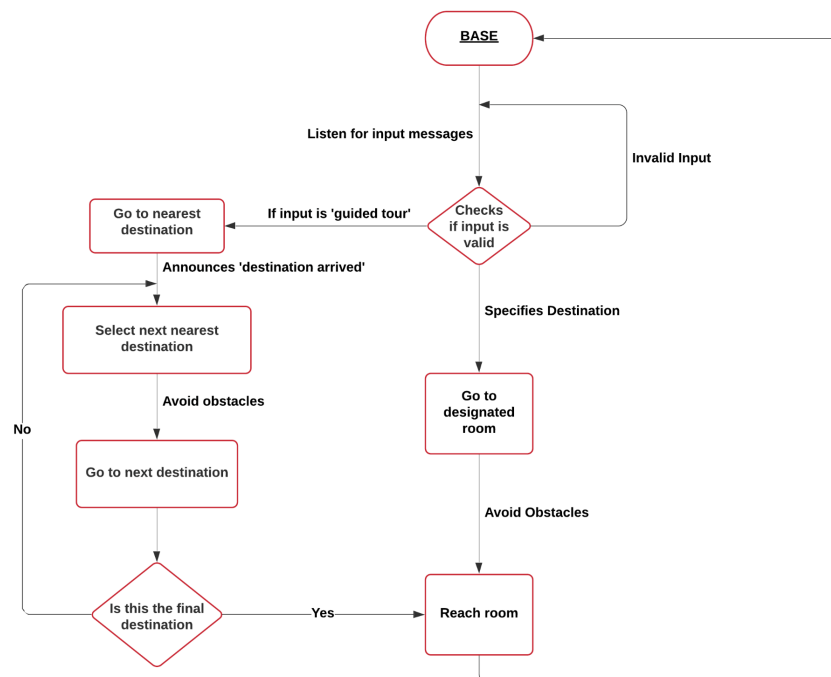 BASE
Listen for input messages
Invalid Input
Checks
if input is
valid
If input is 'guided tour'
Go to nearest
destination
Announces 'destination arrived'
Specifies Destination
Select next nearest
destination
Avoid obstacles
Go to
designated
room
No
Go to next destination
Avoid Obstacles
Is this the final
destination
Yes
Reach room